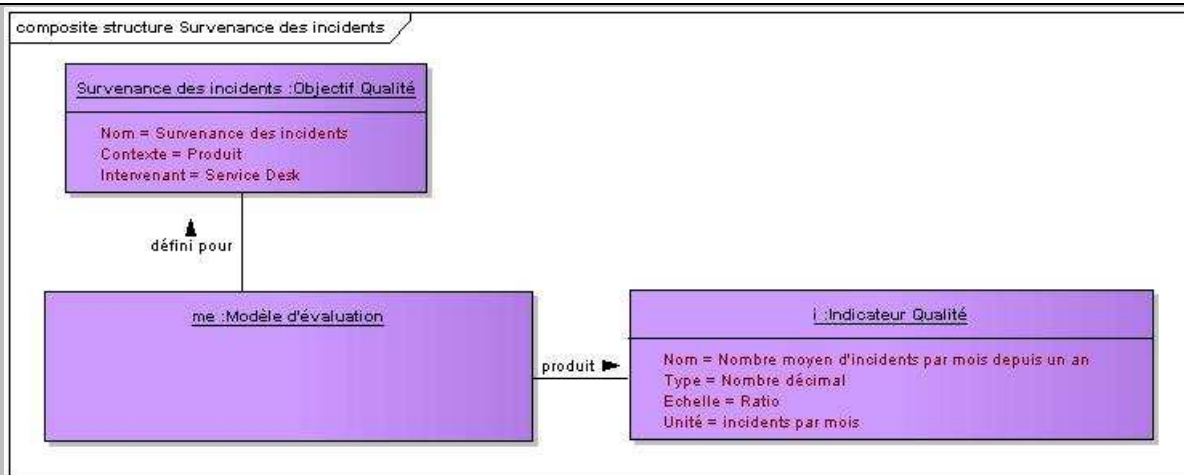 composite structure Survenance des incidents
Survenance des incidents :Objectif Qualité
Nom = Survenance des incidents
Contexte = Produit
Intervenant = Service Desk
défini pour
me :Modèle d'évaluation
produit
i :Indicateur Qualité
Nom = Nombre moyen d'incidents par mois depuis un an
Type = Nombre décimal
Echelle = Ratio
Unité = incidents par mois